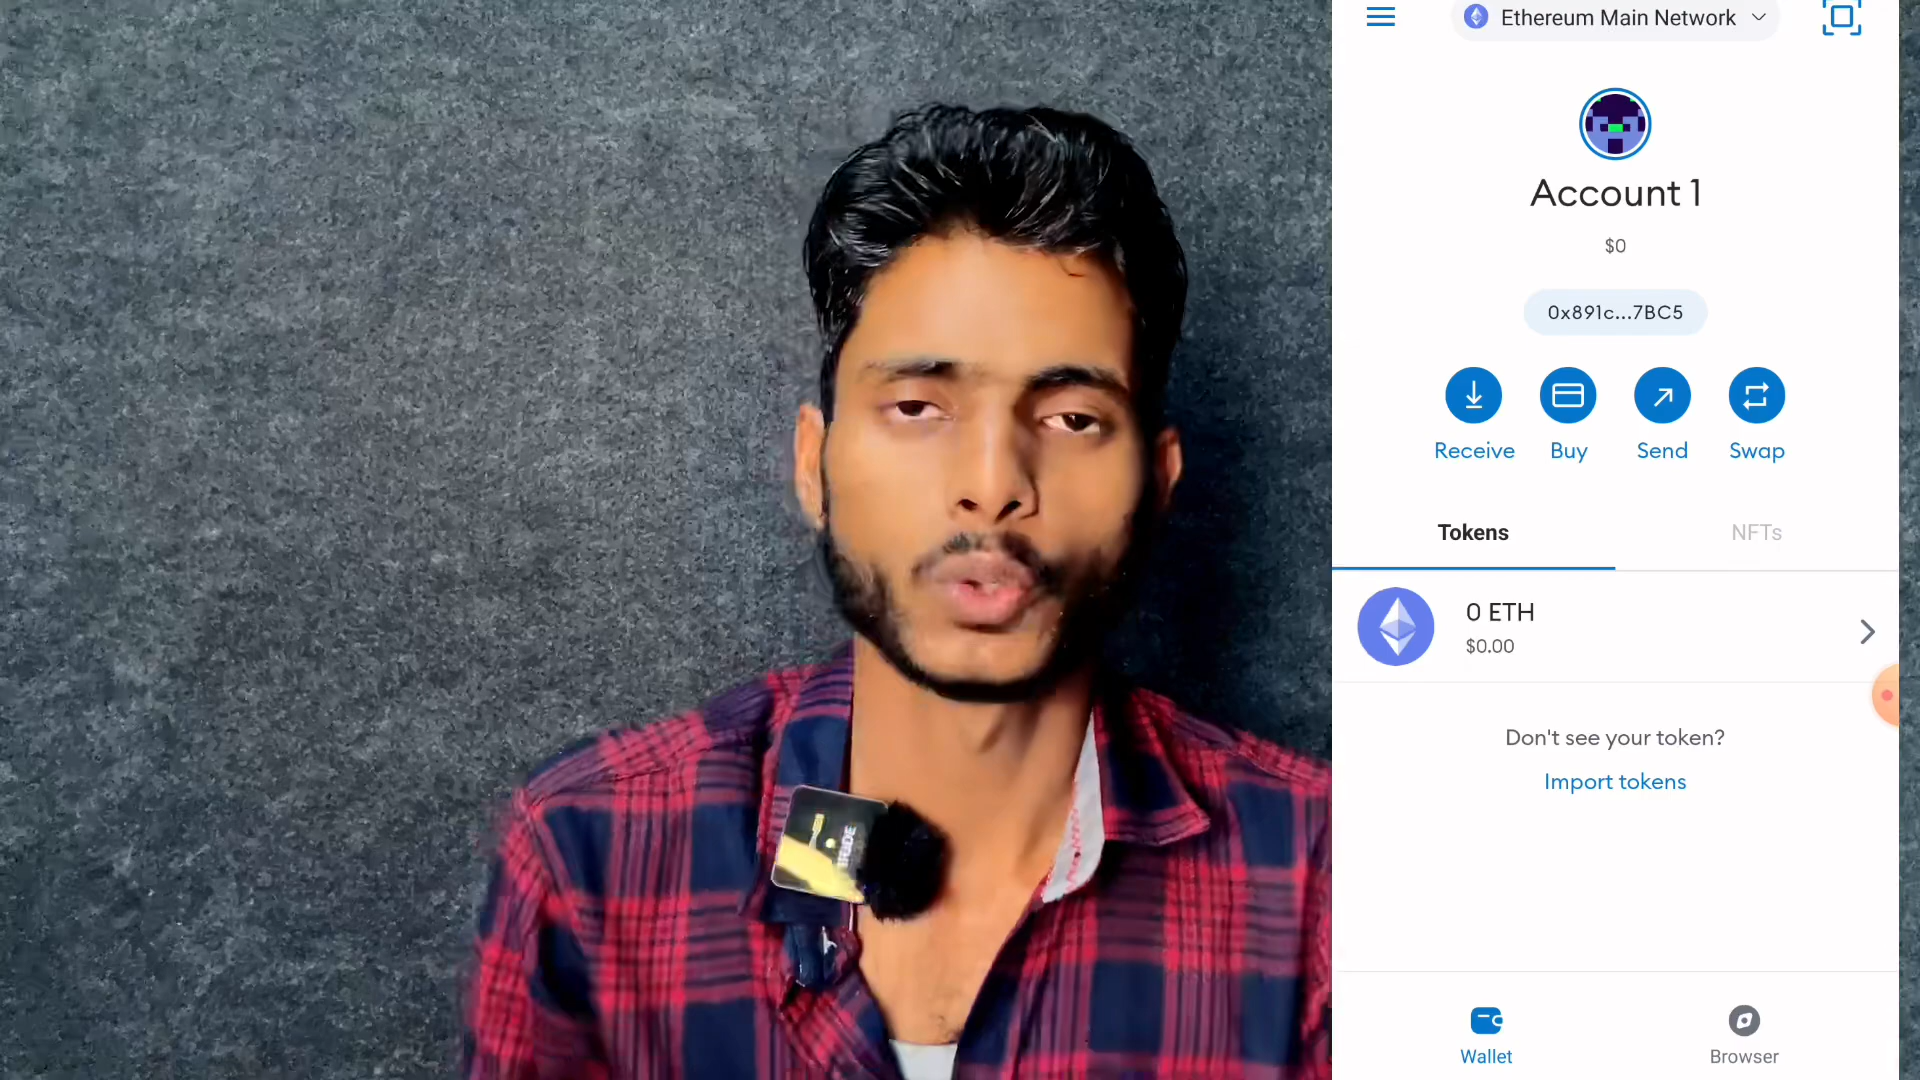 Ethereum Main Network
Account 1
$0
0x891c...7BC5
Receive
Buy
Send
Swap
Tokens
NFTs
0 ETH
$0.00
Don't see your token?
Import tokens
Wallet
Browser